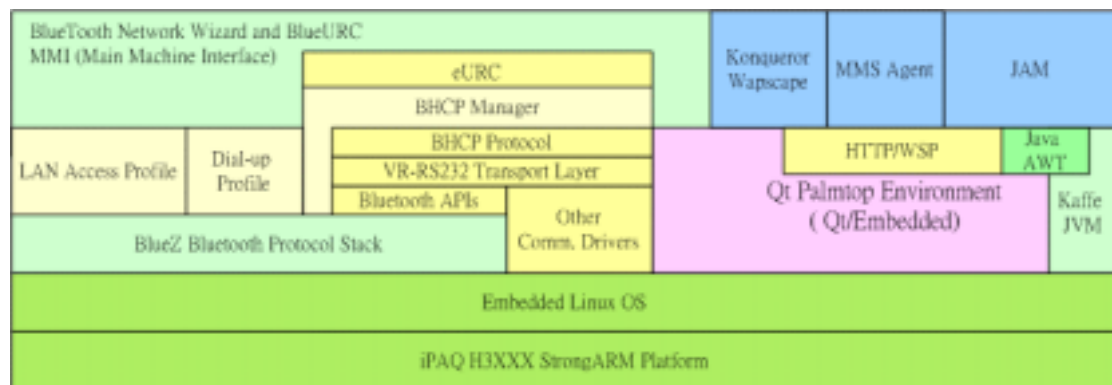 BlueTooth Network Wizard and BlueURC
MMI (Main Machine Interface)
eURC
BHCP Manager
Konqueror
Wapscape
MMS Agent
JAM
LAN Access Profile
Dial-up
Profile
BHCP Protocol
VR-RS232 Transport Layer
Bluetooth APIs
HTTP/WSP
Java
AWT
Qt Palmtop Environment
( Qt/Embedded)
Kaffe
JVM
Other
Comm. Drivers
BlueZ Bluetooth Protocol Stack
Embedded Linux OS
iPAQ H3XXX StrongARM Platform